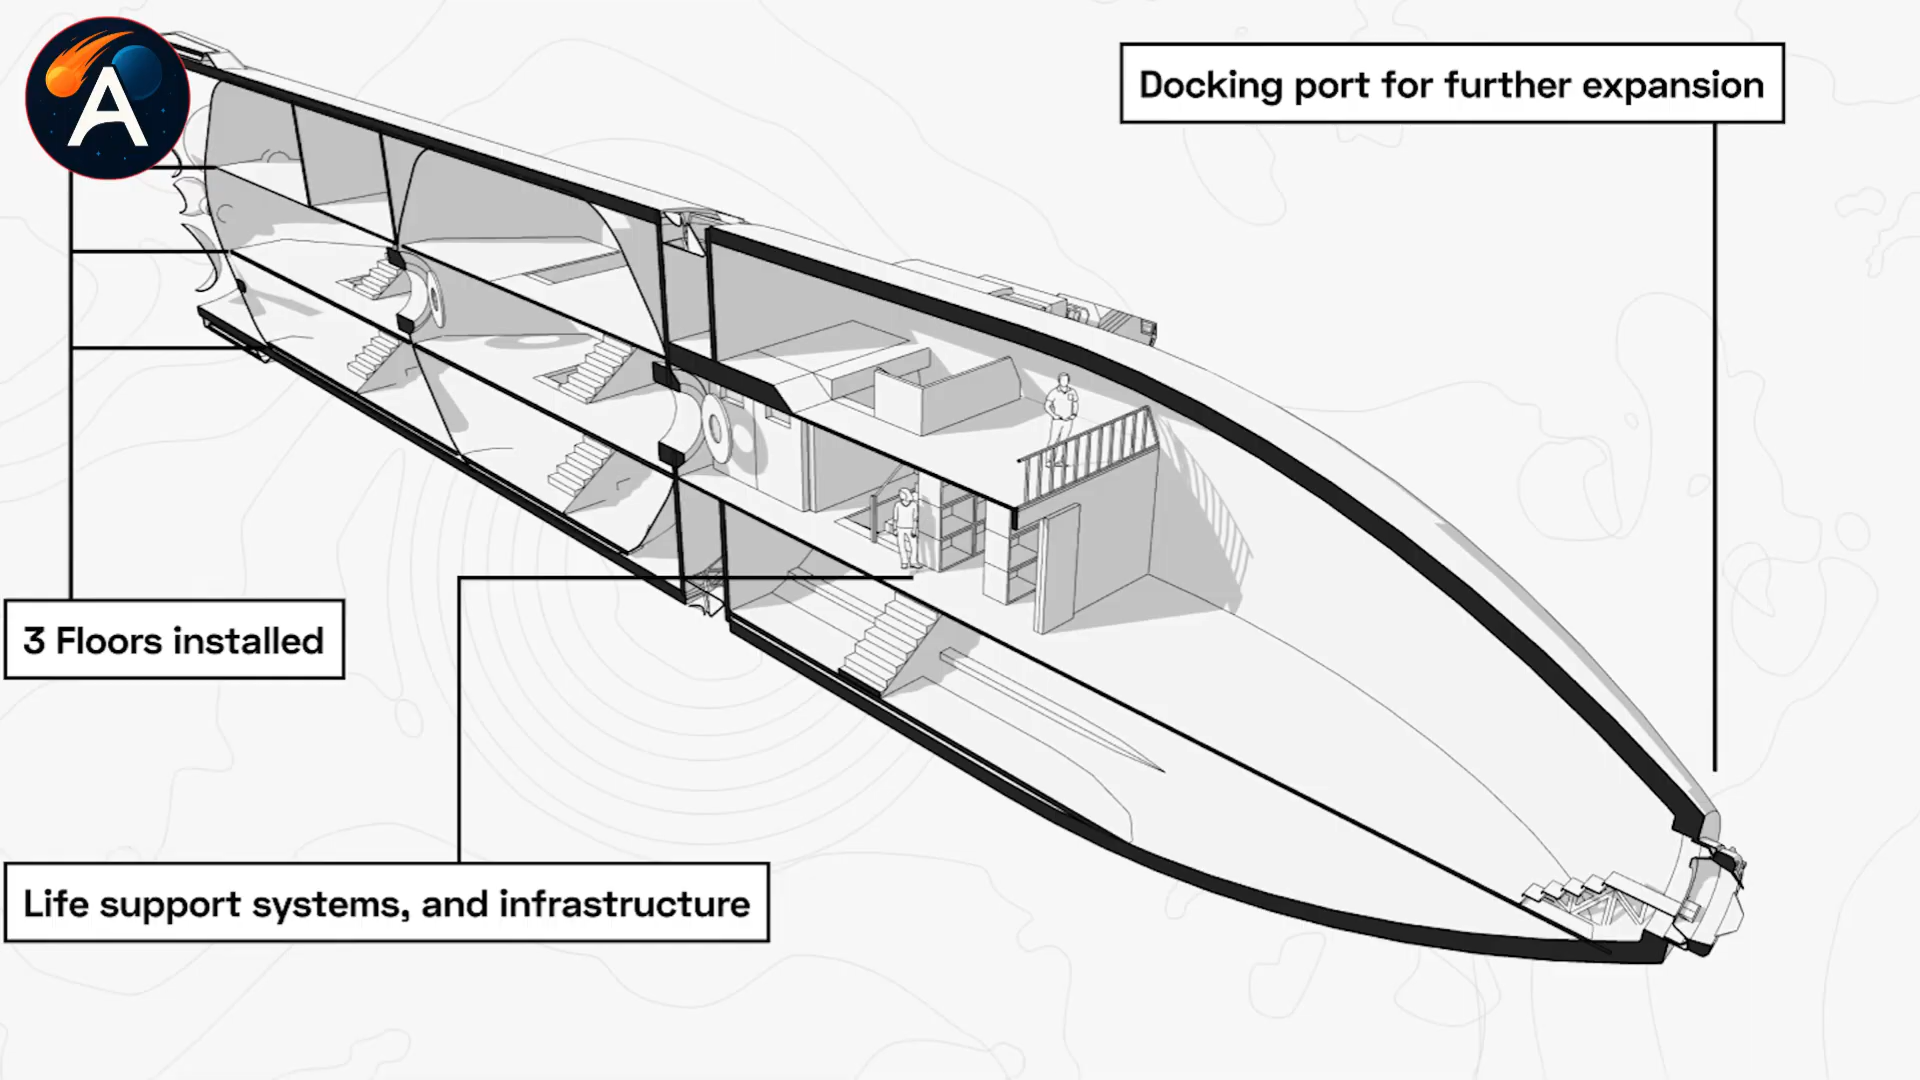 A
Docking port for further expansion
3 Floors installed
Life support systems, and infrastructure